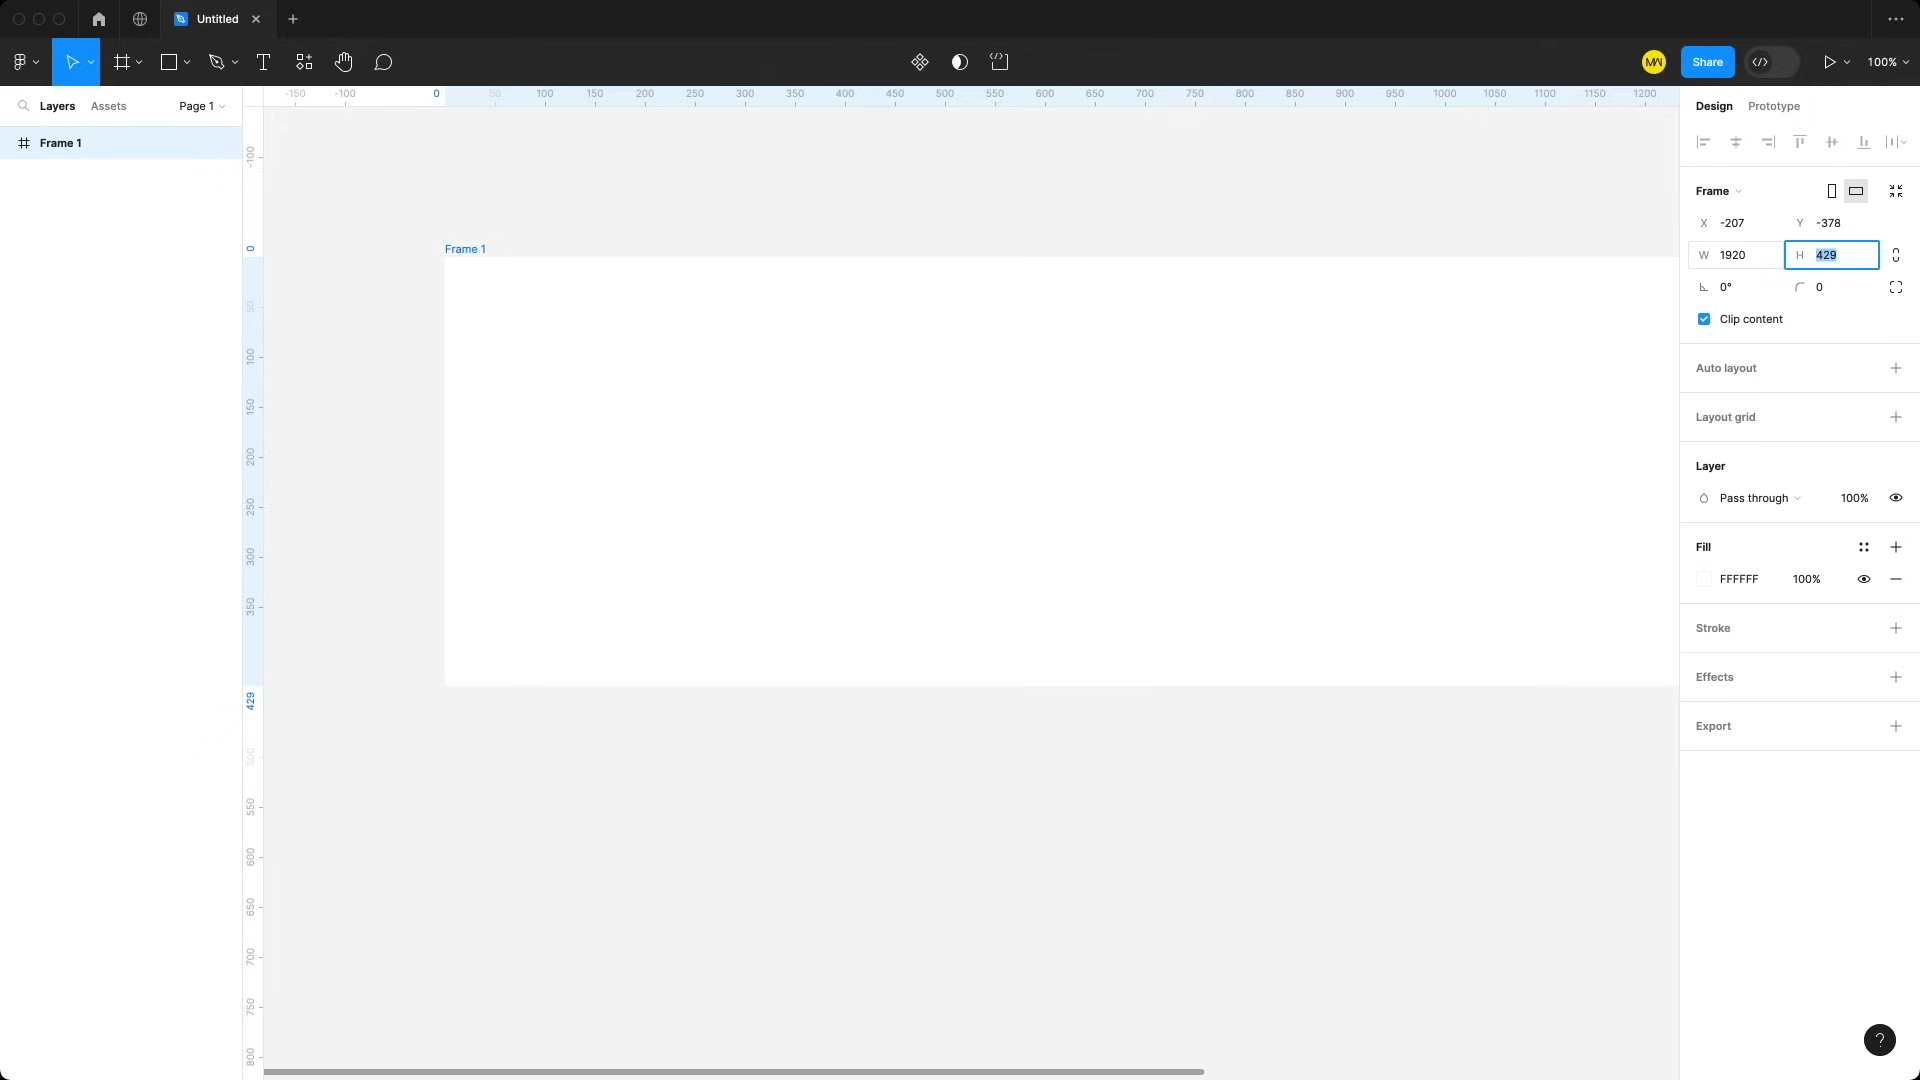 Untitled
MW
Share
100%
Layers
Assets
Page 1
Frame 1
-150 -100 0 50 100 150 200 250 300 350 400 450 500 550 600 650 700 750 800 850 900 950 1000 1050 1100 1150 1200
-100
0
50
100
150
200
250
300
350
429
500
550
600
650
700
750
800
Frame 1
Design
Prototype
Frame
X -207 Y -378
W 1920 H 429
0° 0
Clip content
Auto layout
Layout grid
Layer
Pass through 100%
Fill
FFFFFF 100%
Stroke
Effects
Export
?